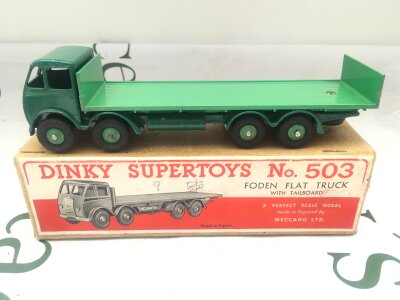 DINKY SUPERTOYS No. 503
FODEN FLAT TRUCK
WITH TAILBOARD
A PERFECT SCALE MODEL
made in England by
MECCANO LTD.